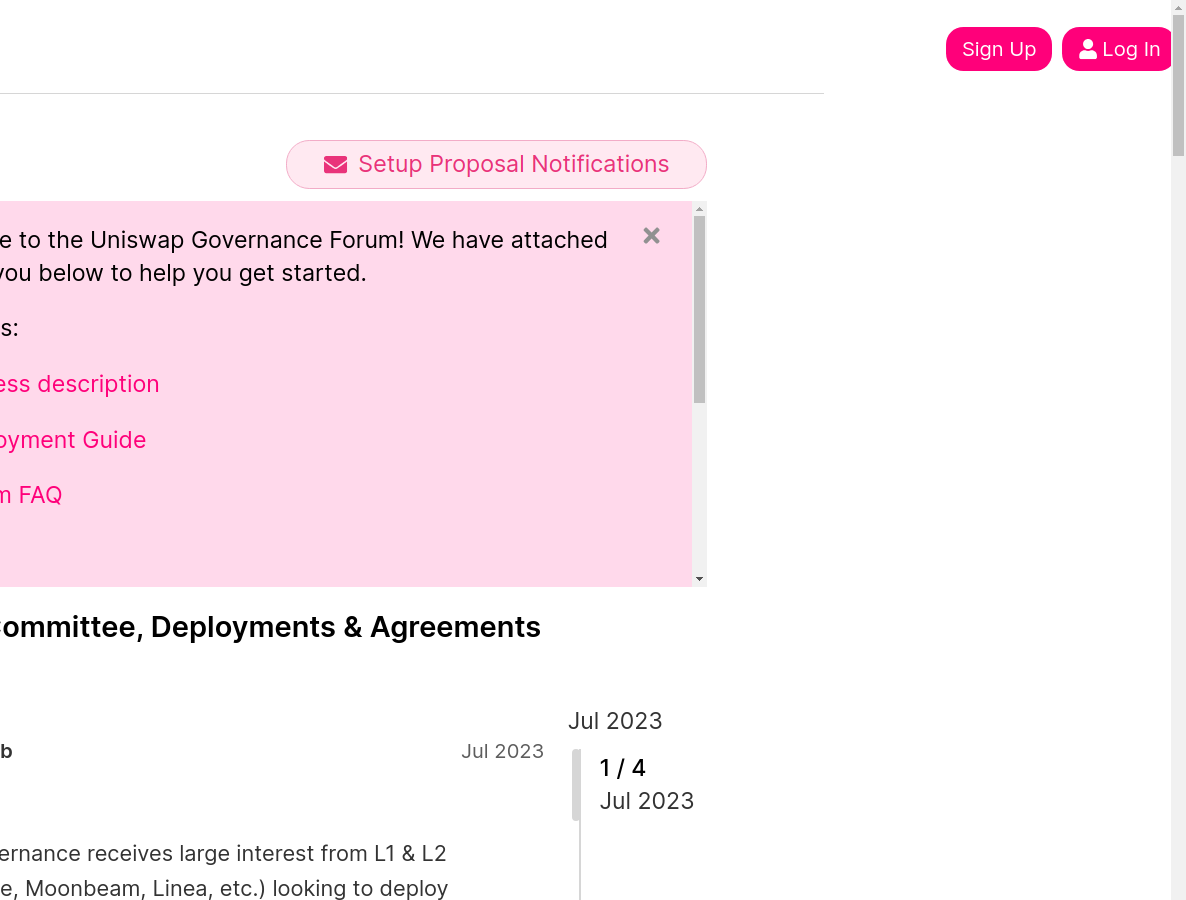 Sign Up
Log In
Setup Proposal Notifications
e to the Uniswap Governance Forum! We have attached
you below to help you get started.
s:
ess description
oyment Guide
m FAQ
Committee, Deployments & Agreements
Jul 2023
b
Jul 2023
1 / 4
Jul 2023
ernance receives large interest from L1 & L2
e, Moonbeam, Linea, etc.) looking to deploy